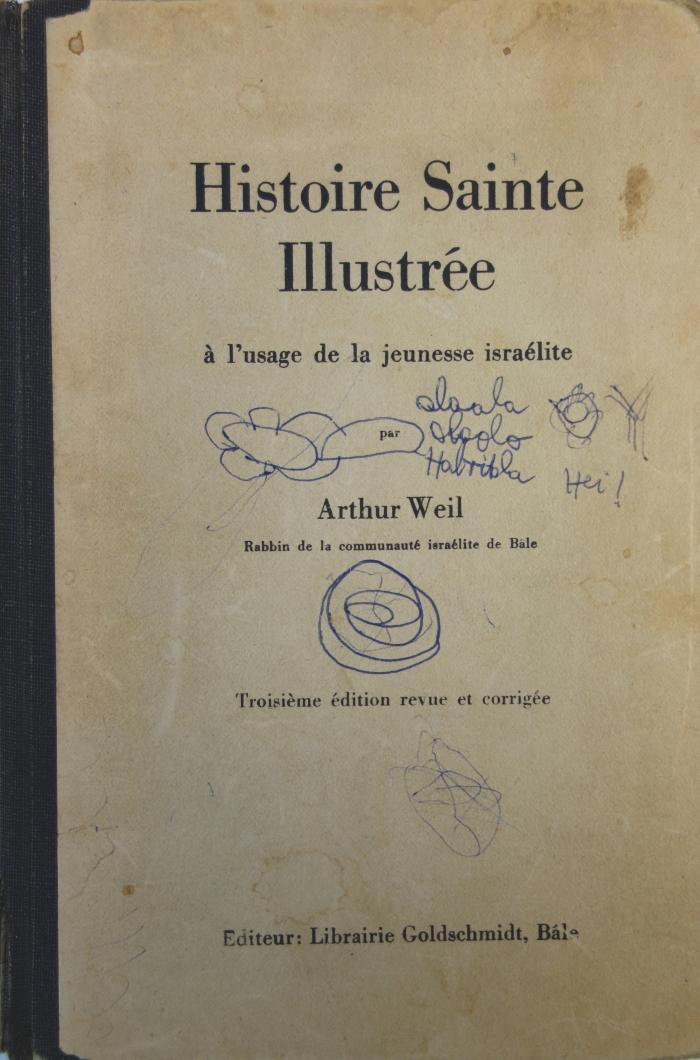 Histoire Sainte
Illustrée
à l'usage de la jeunesse israélite
par
Hei!
Arthur Weil
Rabbin de la communauté israélite de Bâle
Troisième édition revue et corrigée
Editeur: Librairie Goldschmidt, Bâle